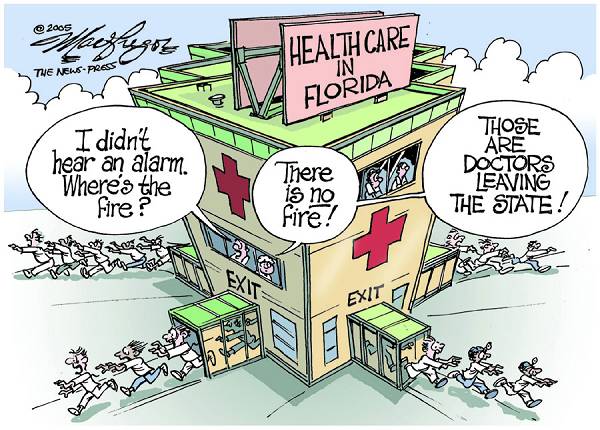 © 2005
MacGregor
THE NEWS-PRESS
HEALTH CARE
IN
FLORIDA
I didn't
hear an alarm.
Where's the
fire?
There
is no
fire!
THOSE
ARE
DOCTORS
LEAVING
THE STATE!
EXIT
EXIT